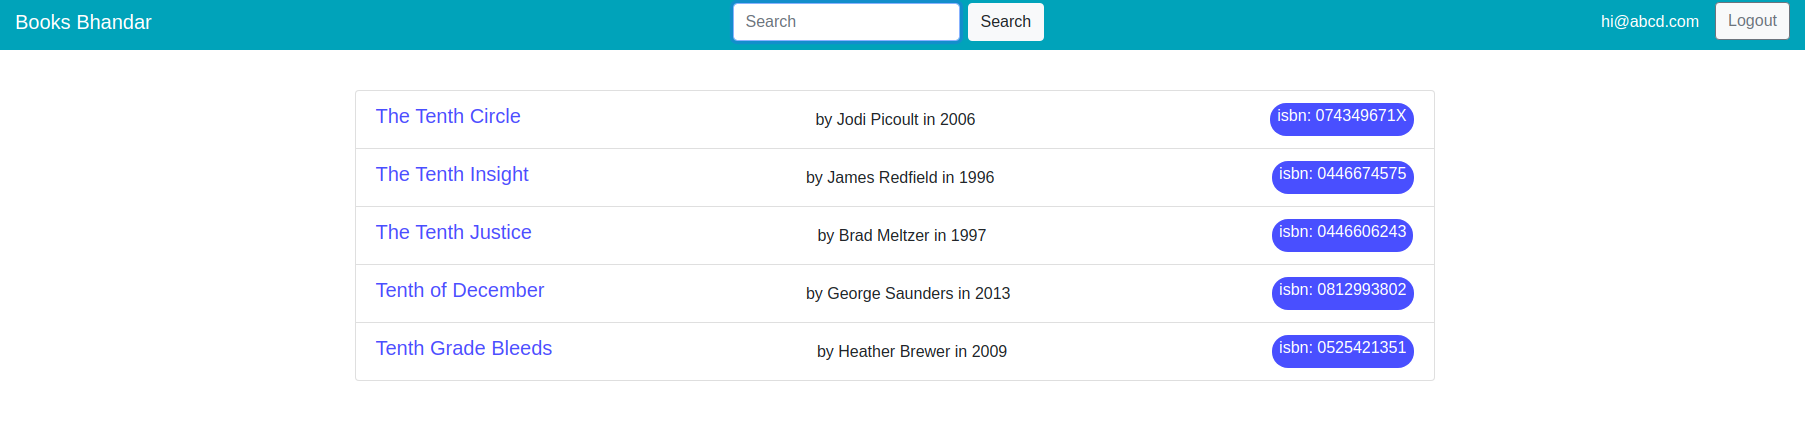 Books Bhandar Search Search hi@abcd.com Logout
The Tenth Circle by Jodi Picoult in 2006 isbn: 074349671X
The Tenth Insight by James Redfield in 1996 isbn: 0446674575
The Tenth Justice by Brad Meltzer in 1997 isbn: 0446606243
Tenth of December by George Saunders in 2013 isbn: 0812993802
Tenth Grade Bleeds by Heather Brewer in 2009 isbn: 0525421351